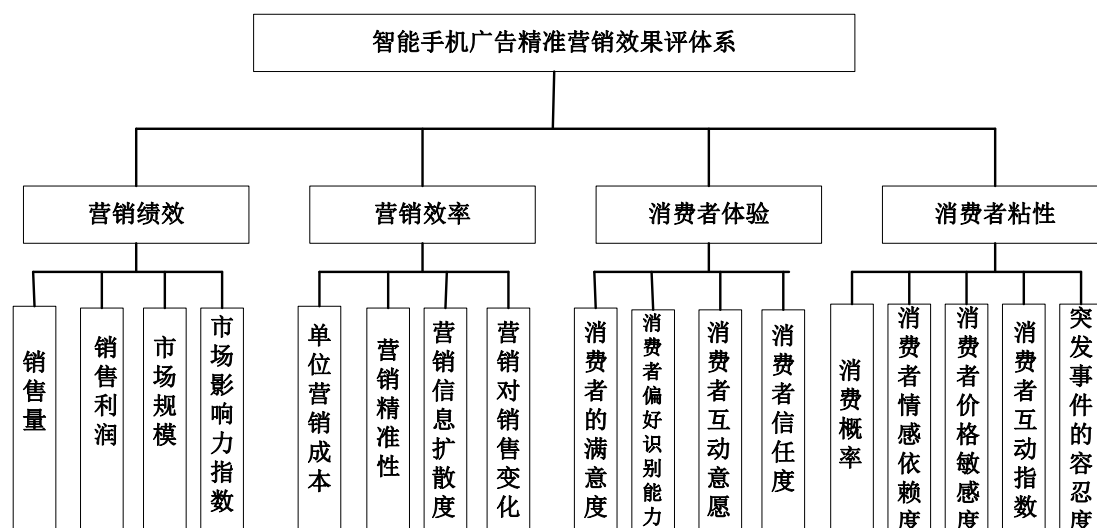 智能手机广告精准营销效果评体系
营销绩效
营销效率
消费者体验
消费者粘性
销售量
销售利润
市场规模
市场影响力指数
单位营销成本
营销精准性
营销信息扩散度
营销对销售变化
消费者的满意度
消费者偏好识别能力
消费者互动意愿
消费者信任度
消费概率
消费者情感依赖度
消费者价格敏感度
消费者互动指数
突发事件的容忍度